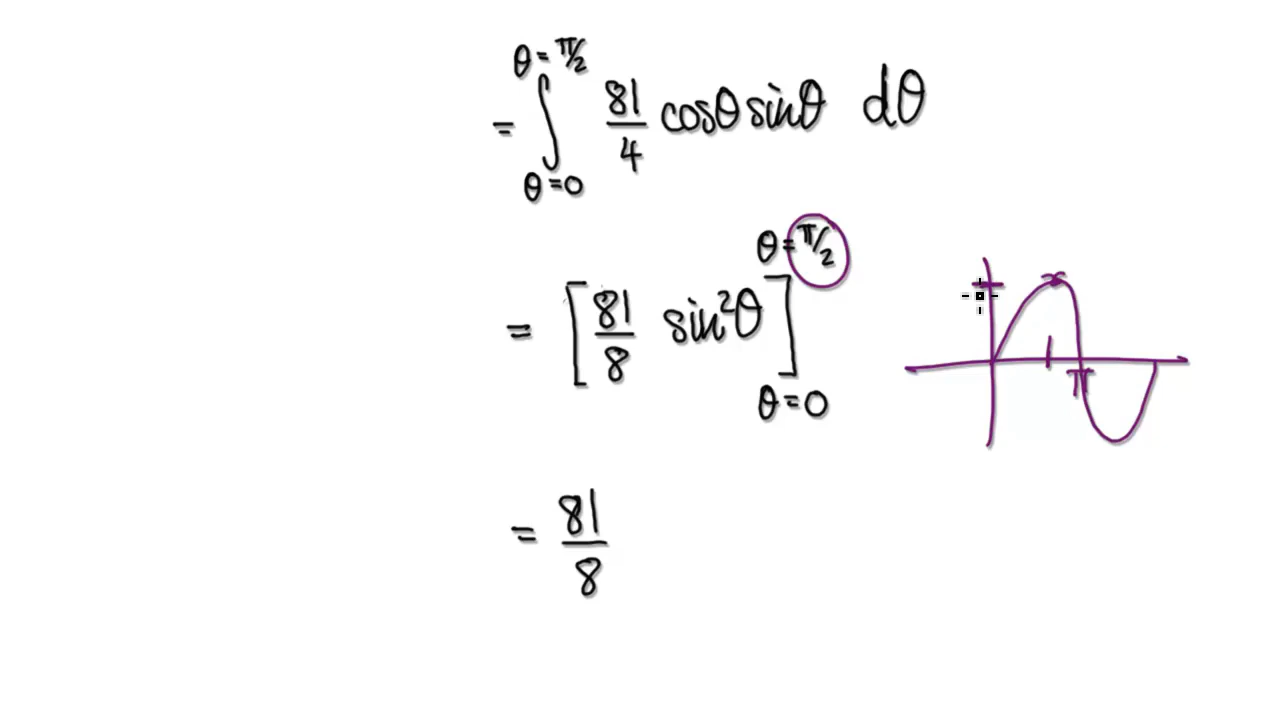 = ∫_{θ=0}^{θ=π/2} 81/4 cosθ sinθ dθ
= [81/8 sin²θ]_{θ=0}^{θ=π/2}
π
= 81/8